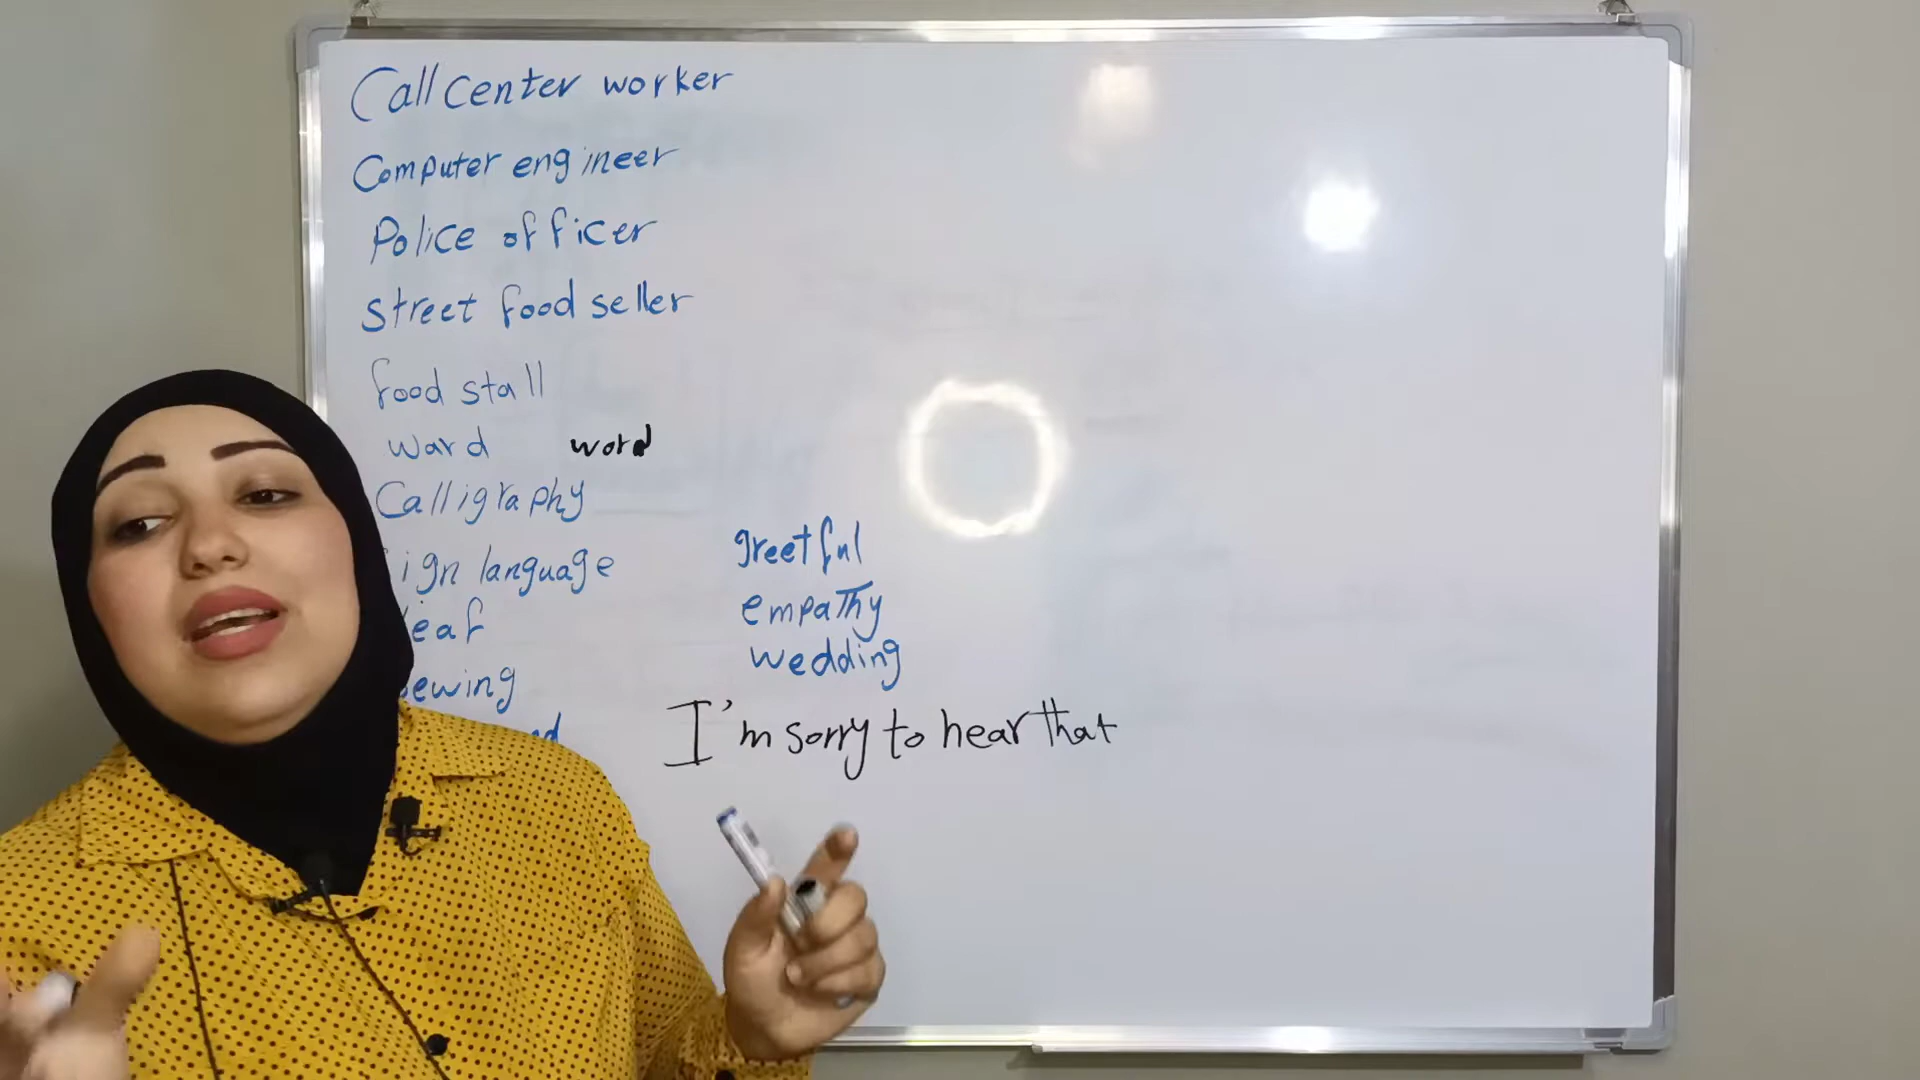 Call center worker
Computer engineer
Police officer
street food seller
food stall
ward word
Calligraphy
ign language
eaf
ewing
greetful
empathy
wedding
I'm sorry to hear that